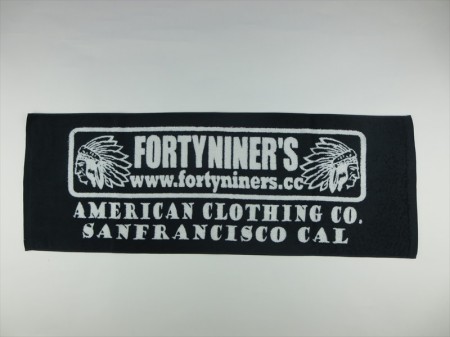 FORTYNINER'S
www.fortyniners.cc
AMERICAN CLOTHING CO.
SANFRANCISCO CAL